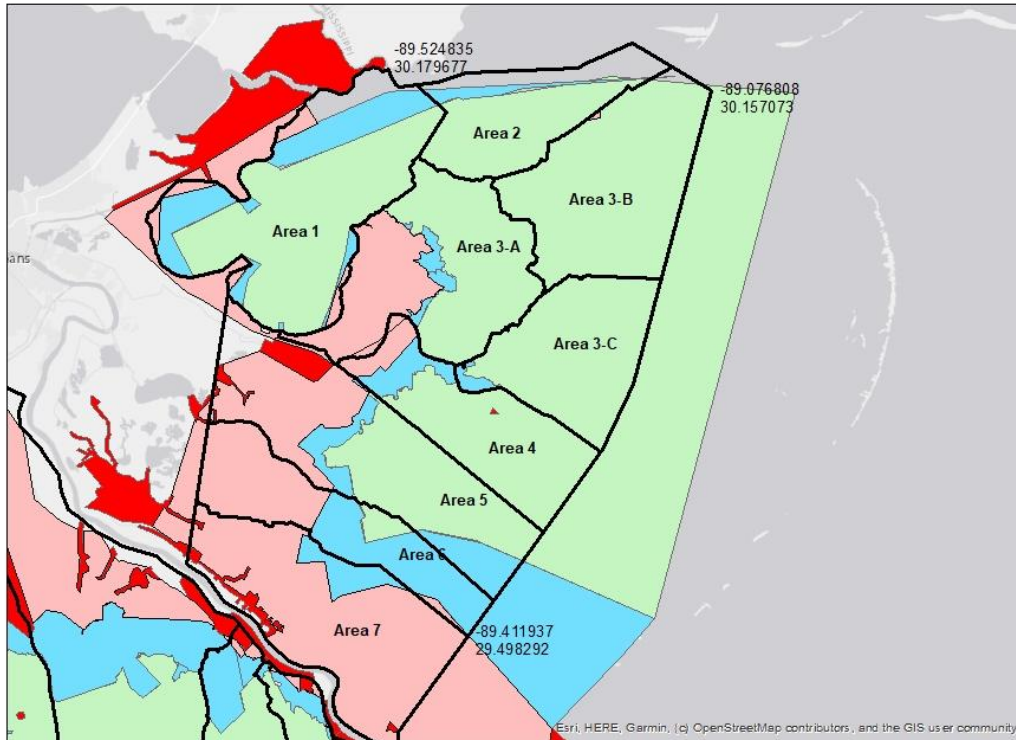 MISSISSIPPI
-89.524835
30.179677
-89.076808
30.157073
Area 2
Area 3-B
Area 1
Area 3-A
ans
Area 3-C
Area 4
Area 5
Area 6
Area 7
-89.411937
29.498292
Esri, HERE, Garmin, (c) OpenStreetMap contributors, and the GIS user community